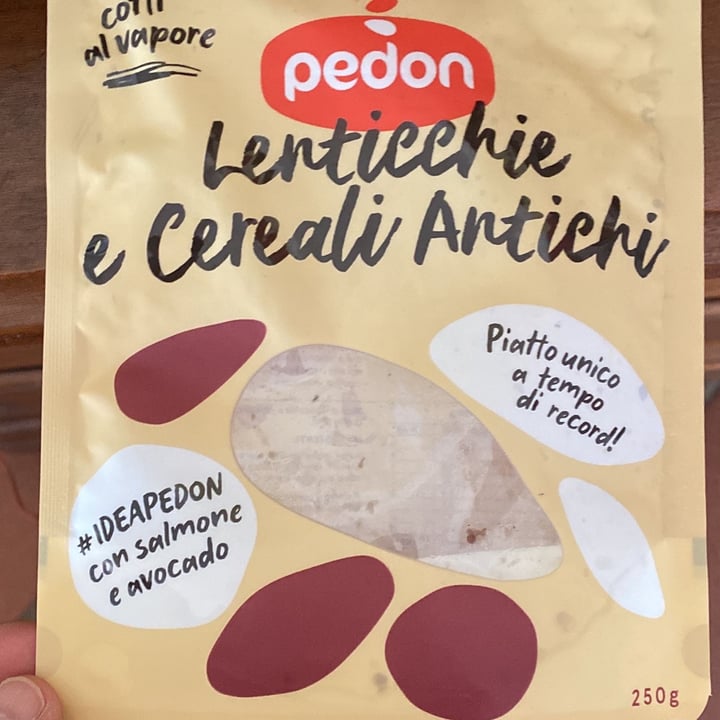 cotti
al vapore
pedon
Lenticchie
e Cereali Antichi
Piatto unico
a tempo
di record!
#IDEAPEDON
con salmone
e avocado
250g